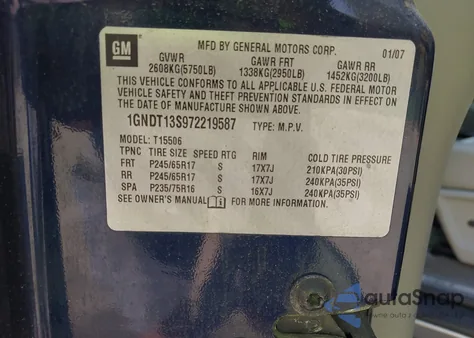 GM
MFD BY GENERAL MOTORS CORP. 01/07
GVWR GAWR FRT GAWR RR
2608KG(5750LB) 1338KG(2950LB) 1452KG(3200LB)
THIS VEHICLE CONFORMS TO ALL APPLICABLE U.S. FEDERAL MOTOR
VEHICLE SAFETY AND THEFT PREVENTION STANDARDS IN EFFECT ON
THE DATE OF MANUFACTURE SHOWN ABOVE.
1GNDT13S972219587 TYPE: M.P.V.
MODEL: T15506
TPNC TIRE SIZE SPEED RTG RIM COLD TIRE PRESSURE
FRT P245/65R17 S 17X7J 210KPA(30PSI)
RR P245/65R17 S 17X7J 240KPA(35PSI)
SPA P235/75R16 S 16X7J 240KPA(35PSI)
SEE OWNER'S MANUAL FOR MORE INFORMATION.
autoSnap